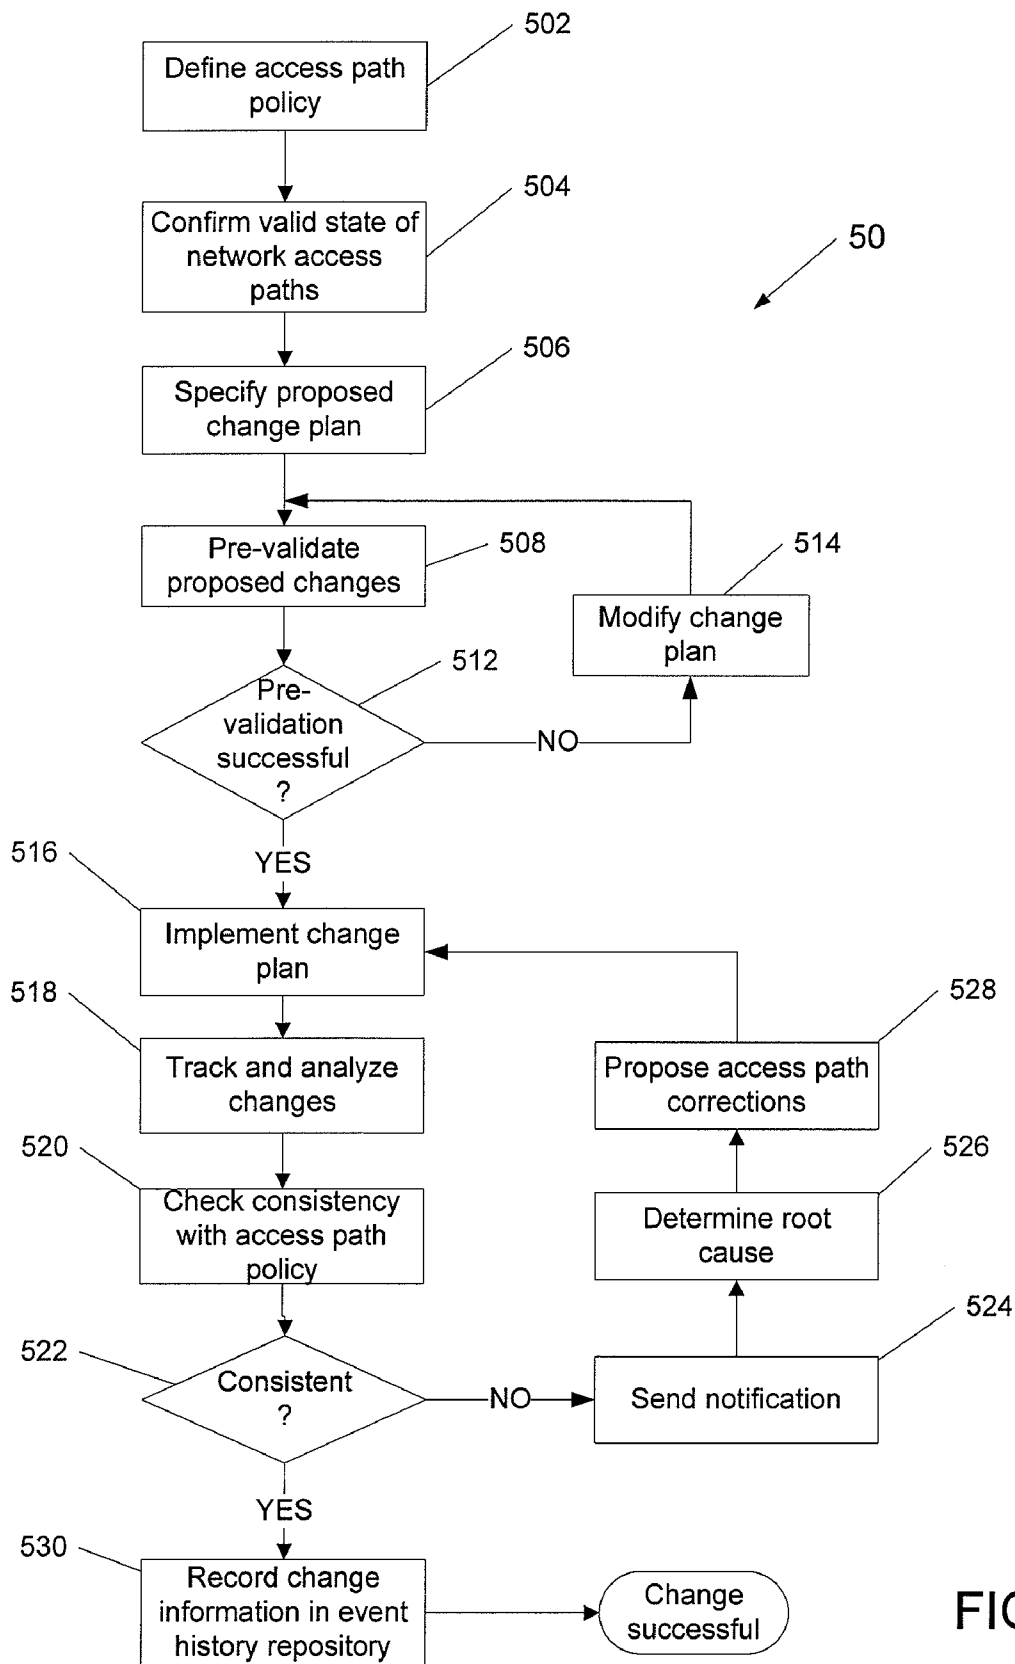 502
Define access path
policy
504
Confirm valid state of
network access
paths
50
506
Specify proposed
change plan
508
Pre-validate
proposed changes
514
Modify change
plan
512
Pre-
validation
successful
?
NO
YES
516
Implement change
plan
518
Track and analyze
changes
528
Propose access path
corrections
520
Check consistency
with access path
policy
526
Determine root
cause
522
Consistent
?
NO
524
Send notification
YES
530
Record change
information in event
history repository
Change
successful
FIG